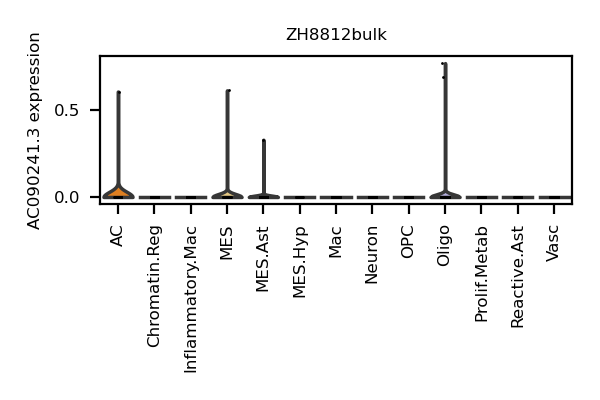 ZH8812bulk
AC090241.3 expression
0.5
0.0
AC
Chromatin.Reg
Inflammatory.Mac
MES
MES.Ast
MES.Hyp
Mac
Neuron
OPC
Oligo
Prolif.Metab
Reactive.Ast
Vasc